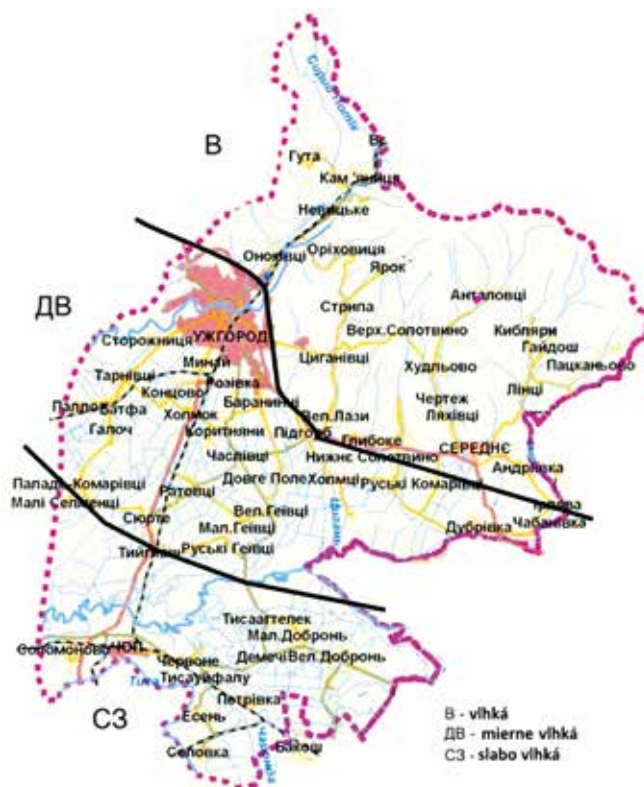 В
Гута
Кам 'яниця
Невицьке
Оноківці
Оріховиця
Ярок
ДВ
Стрипа
Анталовці
Сторожниця
УЖГОРОД
Верх.Солотвино
Кибляри
Гайдош
Минай
Циганівці
Худльово
Пацканьово
Тарнівці
Розівка
Концово
Лінці
Баранинці
Чертеж
Батфа
Холмок
Вел.Лази
Ляхівці
Галоч
Коритняни
Підгорб
Глибоке
СЕРЕДНЄ
Часлівці
Нижнє Солотвино
Андріївка
Паладь-Комарівці
Довге Поле
Холмці
Руські Комарівці
Малі Селменці
Ратовці
Вел.Геївці
Сюрте
Мал.Геївці
Дубрівка
Чабанівка
Руські Геївці
Тисаагтелек
Мал.Добронь
Соломоново
ЧОП
Червоне
Демечі
Вел.Добронь
Тисауйфалу
СЗ
Петрівка
Есень
Бакош
В - vlhká
ДВ - mierne vlhká
СЗ - slabo vlhká